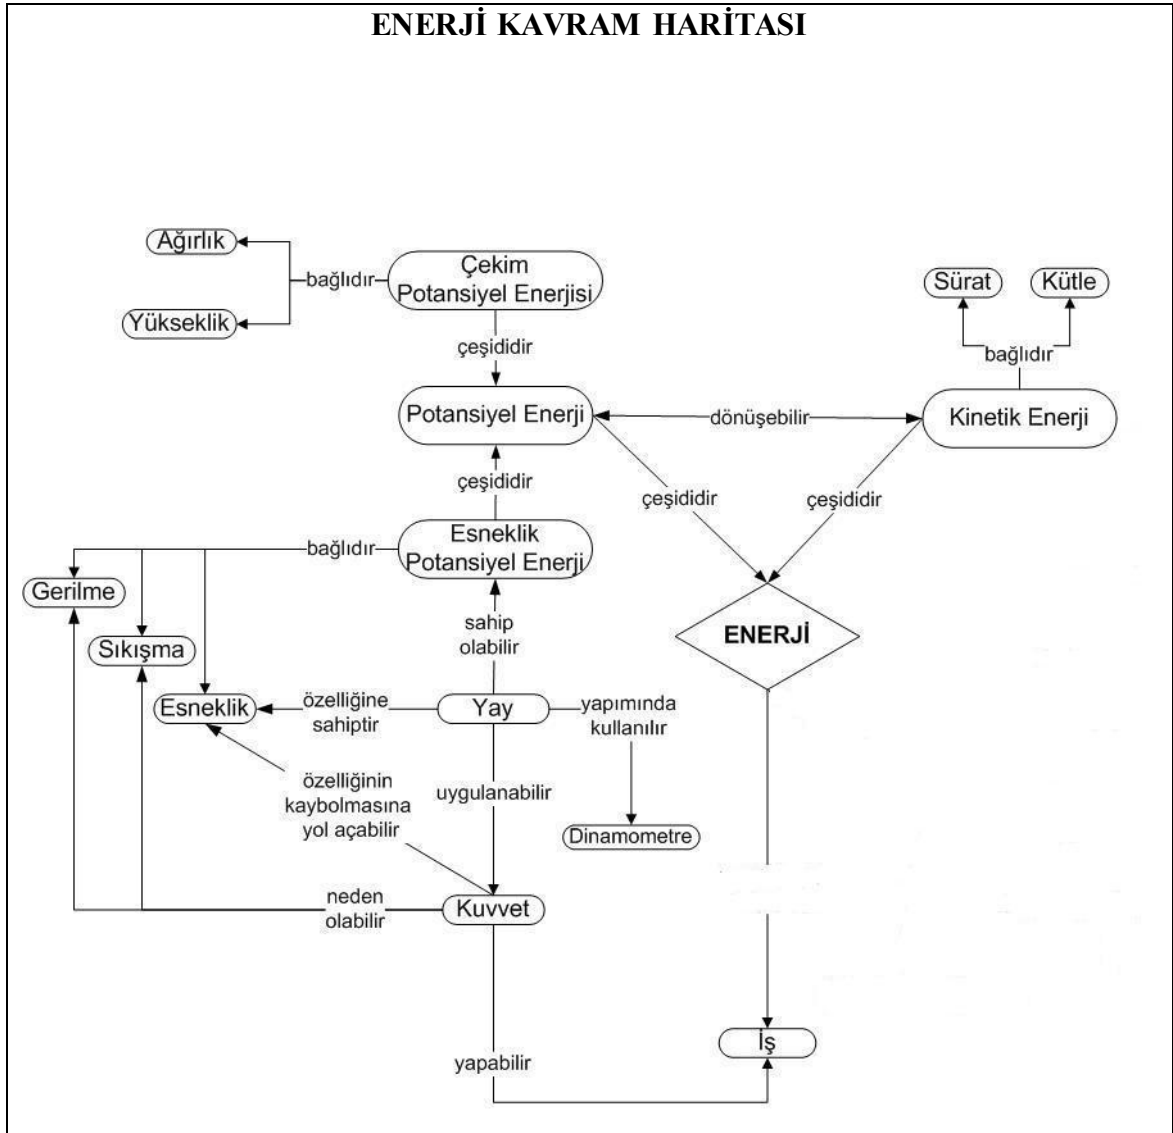 ENERJİ KAVRAM HARİTASI
Ağırlık
bağlıdır
Çekim
Potansiyel Enerjisi
Yükseklik
Sürat
Kütle
bağlıdır
çeşididir
Potansiyel Enerji
dönüşebilir
Kinetik Enerji
çeşididir
çeşididir
çeşididir
Esneklik
Potansiyel Enerji
bağlıdır
Gerilme
Sıkışma
sahip
olabilir
ENERJİ
Esneklik
özelliğine
sahiptir
Yay
yapımında
kullanılır
özelliğinin
kaybolmasına
yol açabilir
uygulanabilir
Dinamometre
neden
olabilir
Kuvvet
yapabilir
İş